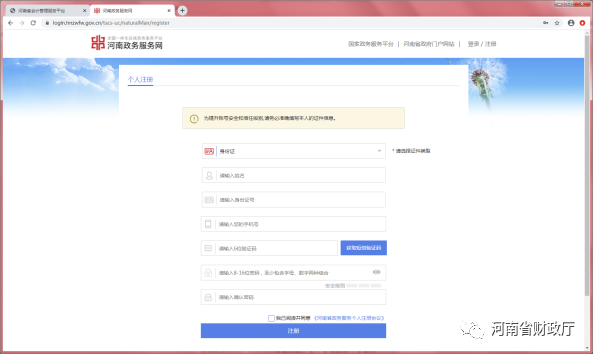 河南省会计管理服务平台
河南政务服务网
login.hnzwfw.gov.cn/tacs-uc/naturalMan/register
全国一体化在线政务服务平台
河南政务服务网
国家政务服务平台 | 河南省政府门户网站 | 登录 / 注册
个人注册
为提升账号安全和信任级别,请务必准确填写本人的证件信息。
身份证
* 请选择证件类型
请输入姓名
请输入身份证号
请输入您的手机号
请输入6位验证码
获取短信验证码
请输入8-16位密码，至少包含字母、数字两种组合
安全级别
请输入确认密码
我已阅读并同意 《河南省政务服务个人注册协议》
注册
河南省财政厅